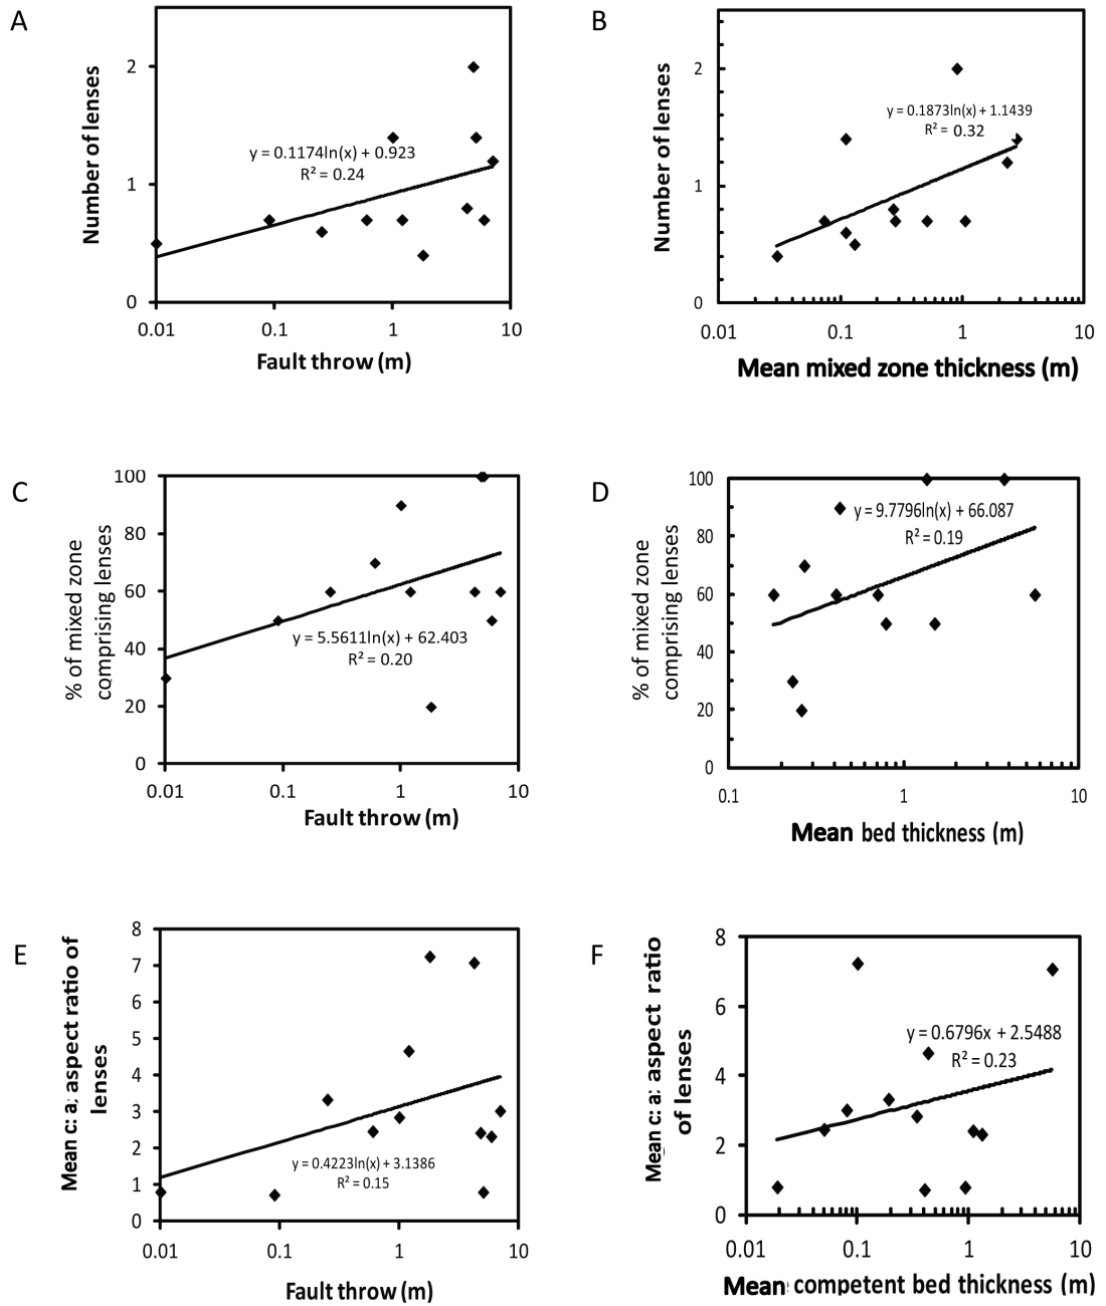 A
Number of lenses
2
1
0
y = 0.1174ln(x) + 0.923
R² = 0.24
0.01 0.1 1 10
Fault throw (m)
B
Number of lenses
2
1
0
y = 0.1873ln(x) + 1.1439
R² = 0.32
0.01 0.1 1 10
Mean mixed zone thickness (m)
C
% of mixed zone
comprising lenses
100
80
60
40
20
0
y = 5.5611ln(x) + 62.403
R² = 0.20
0.01 0.1 1 10
Fault throw (m)
D
% of mixed zone
comprising lenses
100
80
60
40
20
0
y = 9.7796ln(x) + 66.087
R² = 0.19
0.1 1 10
Mean bed thickness (m)
E
Mean c: a: aspect ratio of
lenses
8
7
6
5
4
3
2
1
0
y = 0.4223ln(x) + 3.1386
R² = 0.15
0.01 0.1 1 10
Fault throw (m)
F
Mean c: a: aspect ratio
of lenses
8
6
4
2
0
y = 0.6796x + 2.5488
R² = 0.23
0.01 0.1 1 10
Mean competent bed thickness (m)